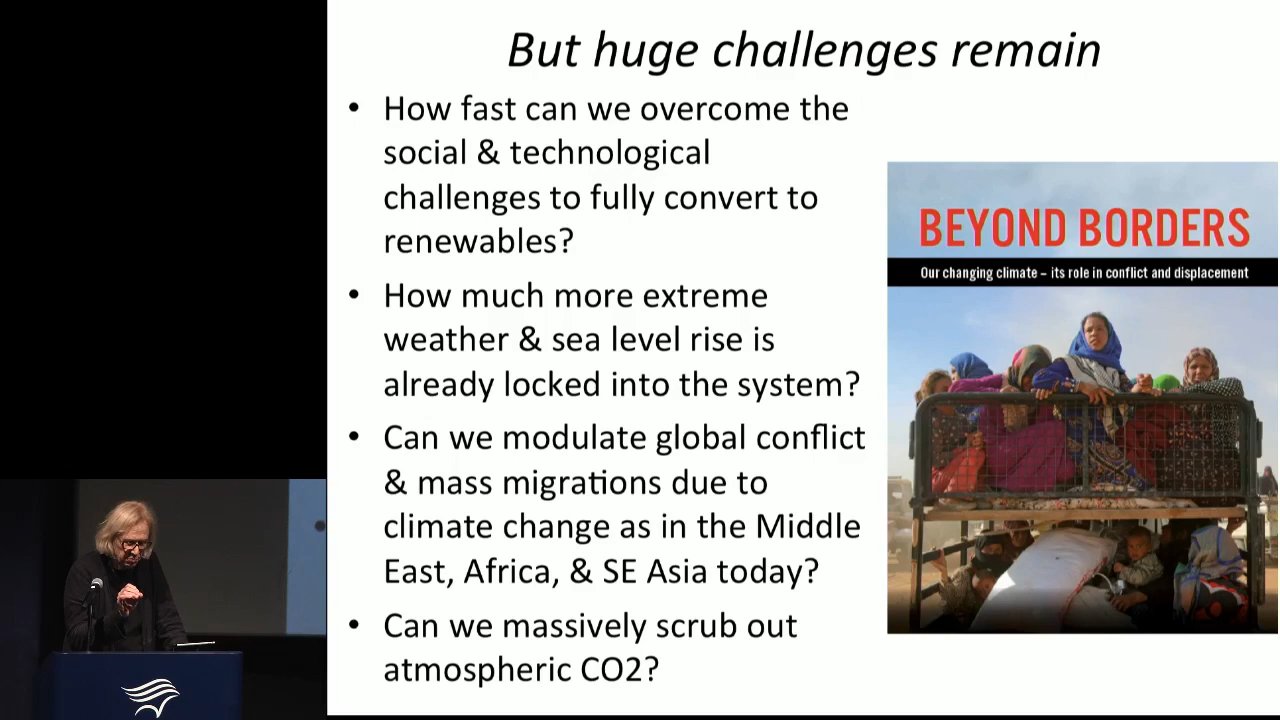 But huge challenges remain
• How fast can we overcome the
social & technological
challenges to fully convert to
renewables?
• How much more extreme
weather & sea level rise is
already locked into the system?
• Can we modulate global conflict
& mass migrations due to
climate change as in the Middle
East, Africa, & SE Asia today?
• Can we massively scrub out
atmospheric CO2?
BEYOND BORDERS
Our changing climate – its role in conflict and displacement